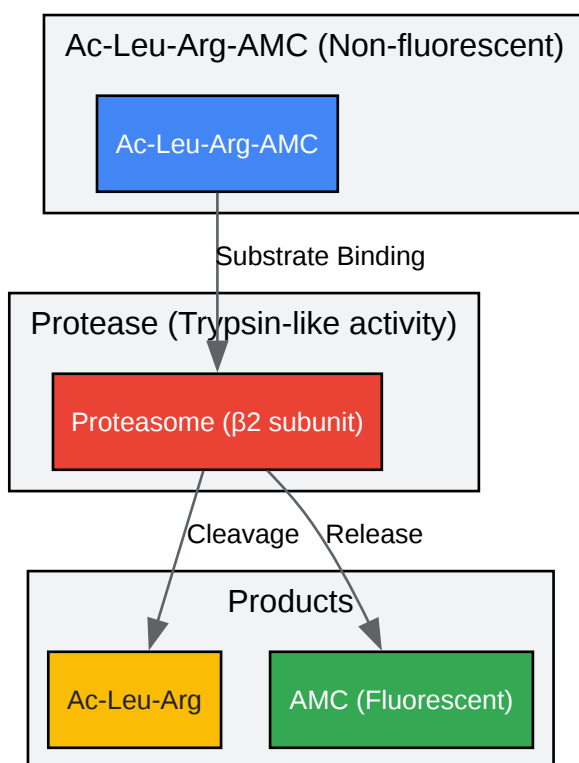 Ac-Leu-Arg-AMC (Non-fluorescent)
Ac-Leu-Arg-AMC
Substrate Binding
Protease (Trypsin-like activity)
Proteasome (β2 subunit)
Cleavage
Release
Products
Ac-Leu-Arg
AMC (Fluorescent)